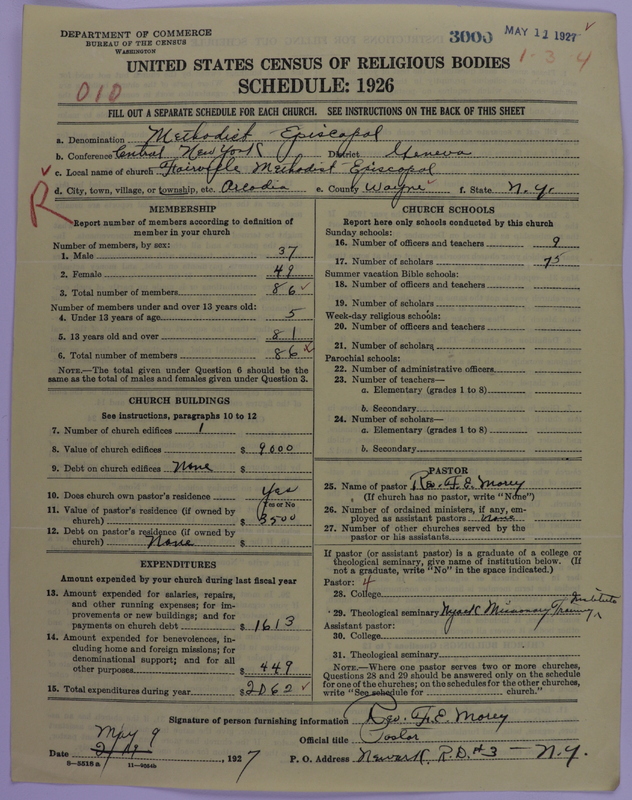 DEPARTMENT OF COMMERCE
BUREAU OF THE CENSUS
WASHINGTON
3000 MAY 11 1927
1-3 4
UNITED STATES CENSUS OF RELIGIOUS BODIES
010
SCHEDULE: 1926
FILL OUT A SEPARATE SCHEDULE FOR EACH CHURCH. SEE INSTRUCTIONS ON THE BACK OF THIS SHEET
a. Denomination Methodist Episcopal
b. Conference Central New York District Geneva
c. Local name of church Fairville Methodist Episcopal
d. City, town, village, or township, etc. Arcadia e. County Wayne f. State N.Y.
R
MEMBERSHIP
Report number of members according to definition of
member in your church
Number of members, by sex:
1. Male 37
2. Female 49
3. Total number of members 86
Number of members under and over 13 years old:
4. Under 13 years of age 5
5. 13 years old and over 81
6. Total number of members 86
NOTE.—The total given under Question 6 should be the
same as the total of males and females given under Question 3.
CHURCH BUILDINGS
See instructions, paragraphs 10 to 12
7. Number of church edifices 1
8. Value of church edifices $ 9000
9. Debt on church edifices None $
10. Does church own pastor's residence Yes
(Yes or No)
11. Value of pastor's residence (if owned by
church) $ 3500
12. Debt on pastor's residence (if owned by
church) None $
EXPENDITURES
Amount expended by your church during last fiscal year
13. Amount expended for salaries, repairs,
and other running expenses; for im-
provements or new buildings; and for
payments on church debt $ 1613
14. Amount expended for benevolences, in-
cluding home and foreign missions; for
denominational support; and for all
other purposes $ 449
15. Total expenditures during year $ 2062
CHURCH SCHOOLS
Report here only schools conducted by this church
Sunday schools:
16. Number of officers and teachers 9
17. Number of scholars 75
Summer vacation Bible schools:
18. Number of officers and teachers
19. Number of scholars
Week-day religious schools:
20. Number of officers and teachers
21. Number of scholars
Parochial schools:
22. Number of administrative officers
23. Number of teachers—
a. Elementary (grades 1 to 8)
b. Secondary
24. Number of scholars—
a. Elementary (grades 1 to 8)
b. Secondary
PASTOR
25. Name of pastor Rev. F. E. Morey
(If church has no pastor, write "None")
26. Number of ordained ministers, if any, em-
ployed as assistant pastors None
27. Number of other churches served by the
pastor or his assistants
If pastor (or assistant pastor) is a graduate of a college or
theological seminary, give name of institution below. (If
not a graduate, write "No" in the space indicated.)
Pastor: 4
28. College
29. Theological seminary Nyack Missionary Training Institute
Assistant pastor:
30. College
31. Theological seminary
NOTE.—Where one pastor serves two or more churches,
Questions 28 and 29 should be answered only on the schedule
for one of the churches; on the schedules for the other churches,
write "See schedule for church."
Signature of person furnishing information Rev. F. E. Morey
Official title Pastor
Date May 9, 1927 P. O. Address Newark, R.D. #3 — N.Y.
8—5518 a